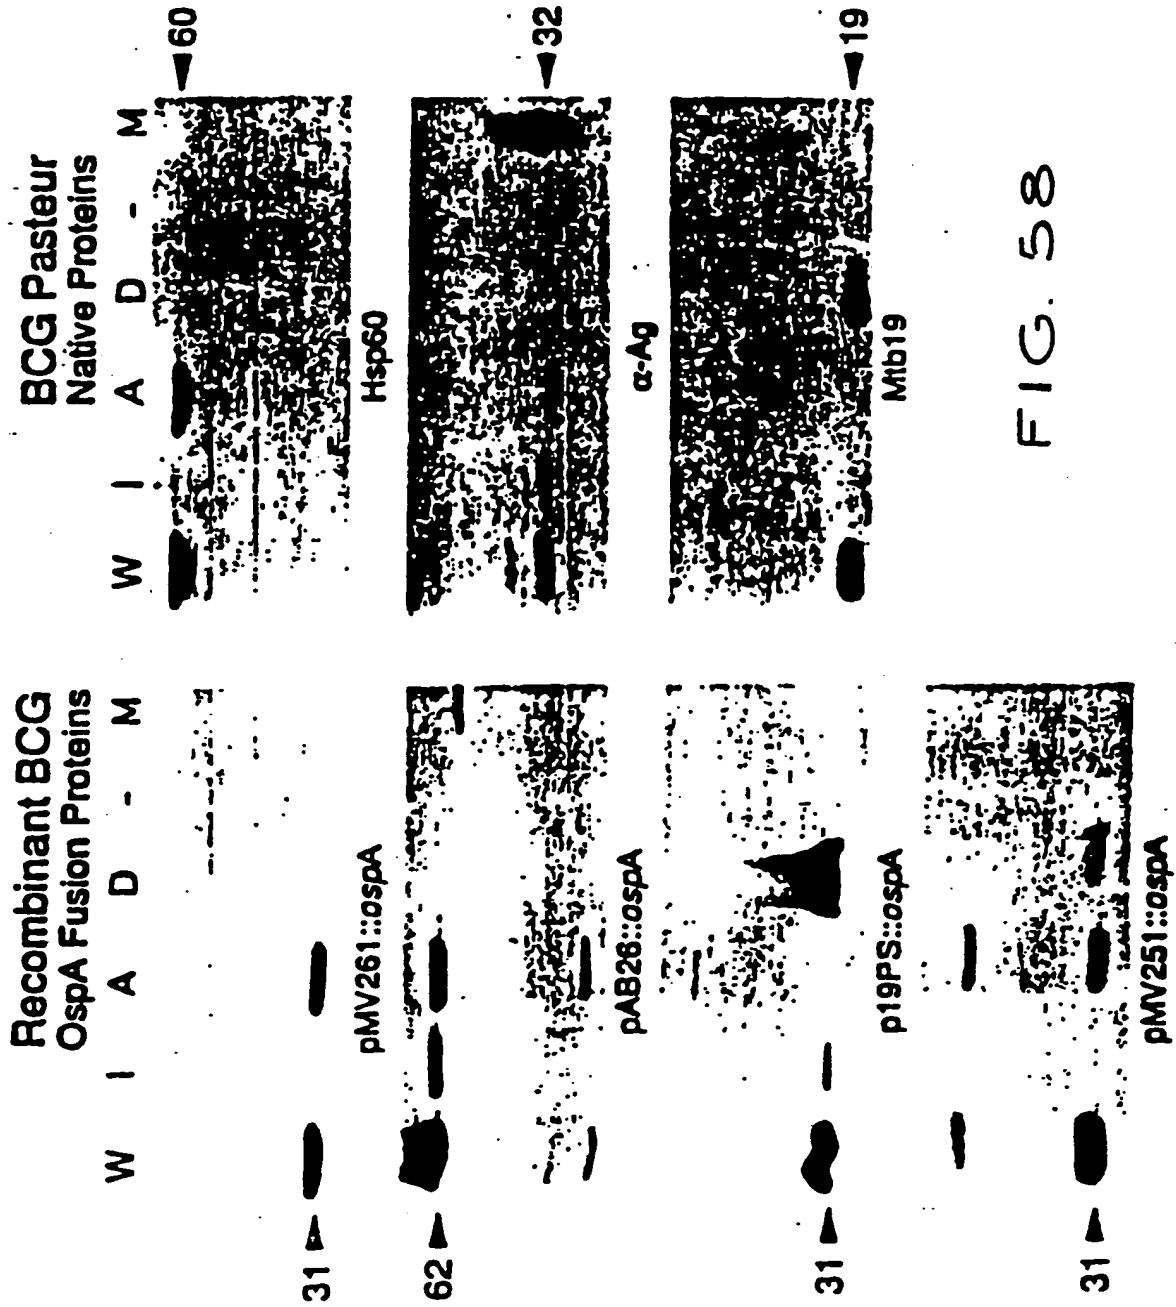 Recombinant BCG
OspA Fusion Proteins
W I A D - M
31
pMV261::ospA
62
pAB26::ospA
31
p19PS::ospA
31
pMV251::ospA
BCG Pasteur
Native Proteins
W I A D - M
60
Hsp60
32
α-Ag
19
Mtb19
FIG. 58